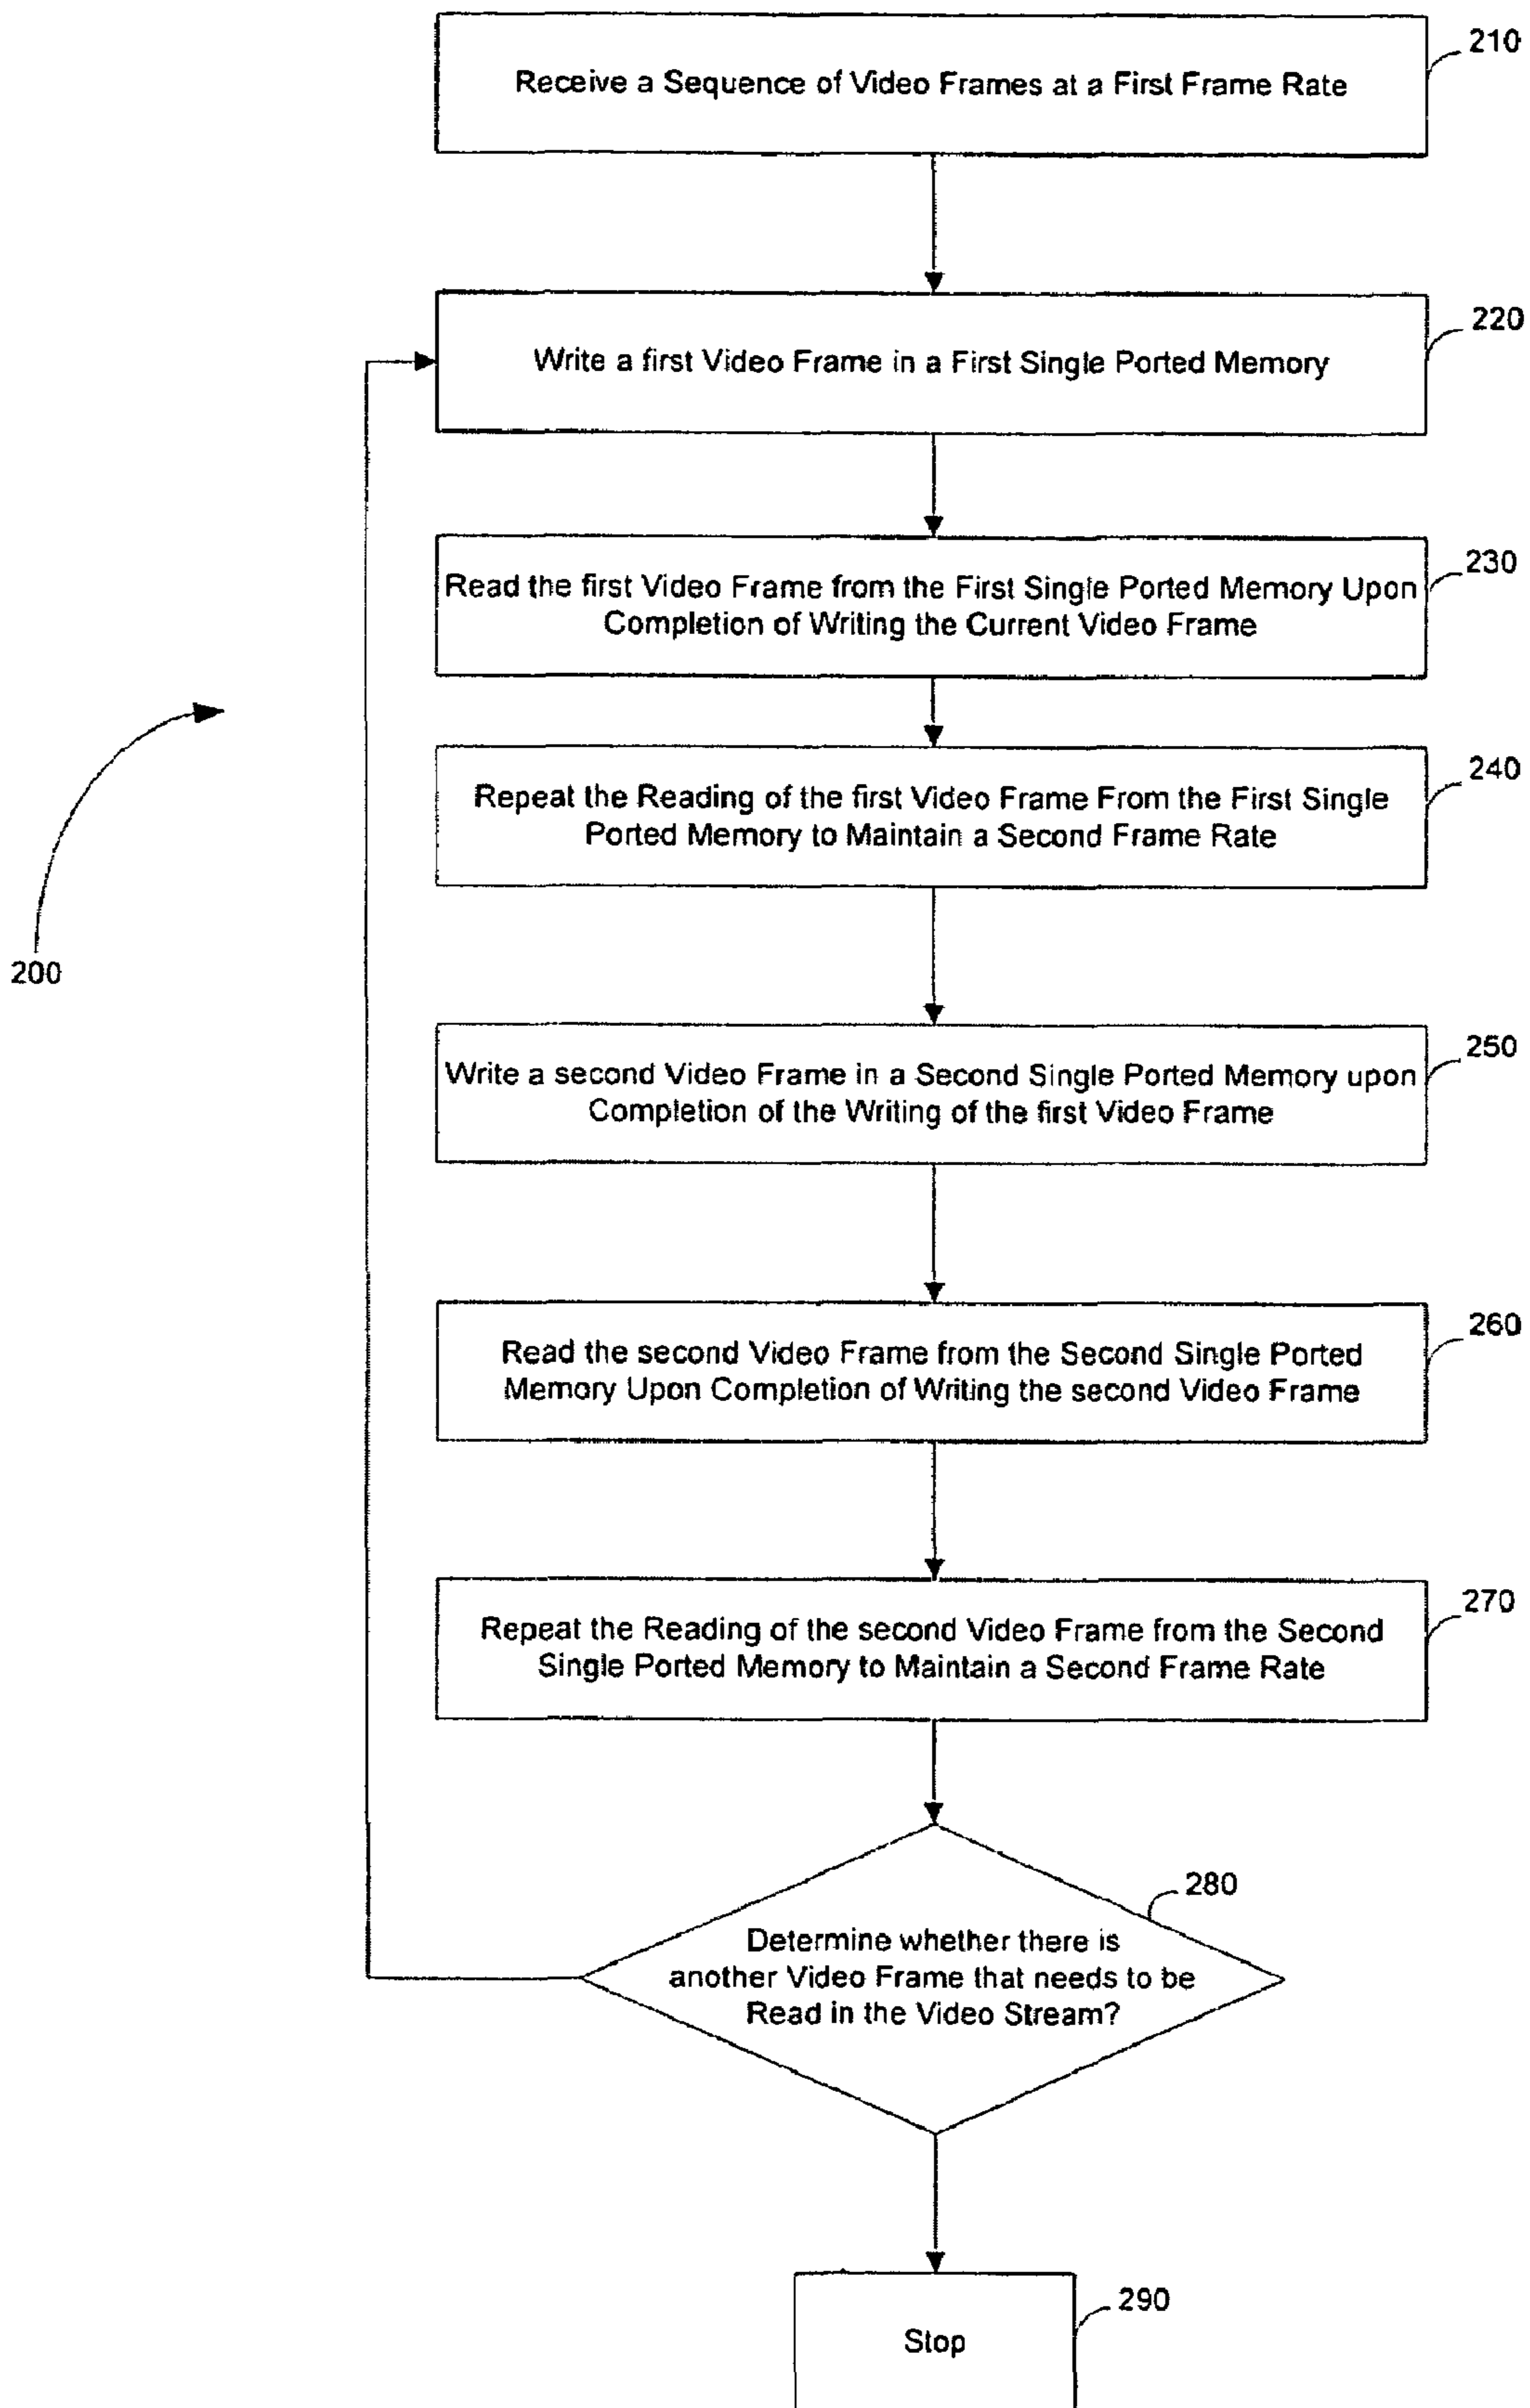 210
Receive a Sequence of Video Frames at a First Frame Rate
220
Write a first Video Frame in a First Single Ported Memory
230
Read the first Video Frame from the First Single Ported Memory Upon
Completion of Writing the Current Video Frame
240
Repeat the Reading of the first Video Frame From the First Single
Ported Memory to Maintain a Second Frame Rate
200
250
Write a second Video Frame in a Second Single Ported Memory upon
Completion of the Writing of the first Video Frame
260
Read the second Video Frame from the Second Single Ported
Memory Upon Completion of Writing the second Video Frame
270
Repeat the Reading of the second Video Frame from the Second
Single Ported Memory to Maintain a Second Frame Rate
280
Determine whether there is
another Video Frame that needs to be
Read in the Video Stream?
290
Stop